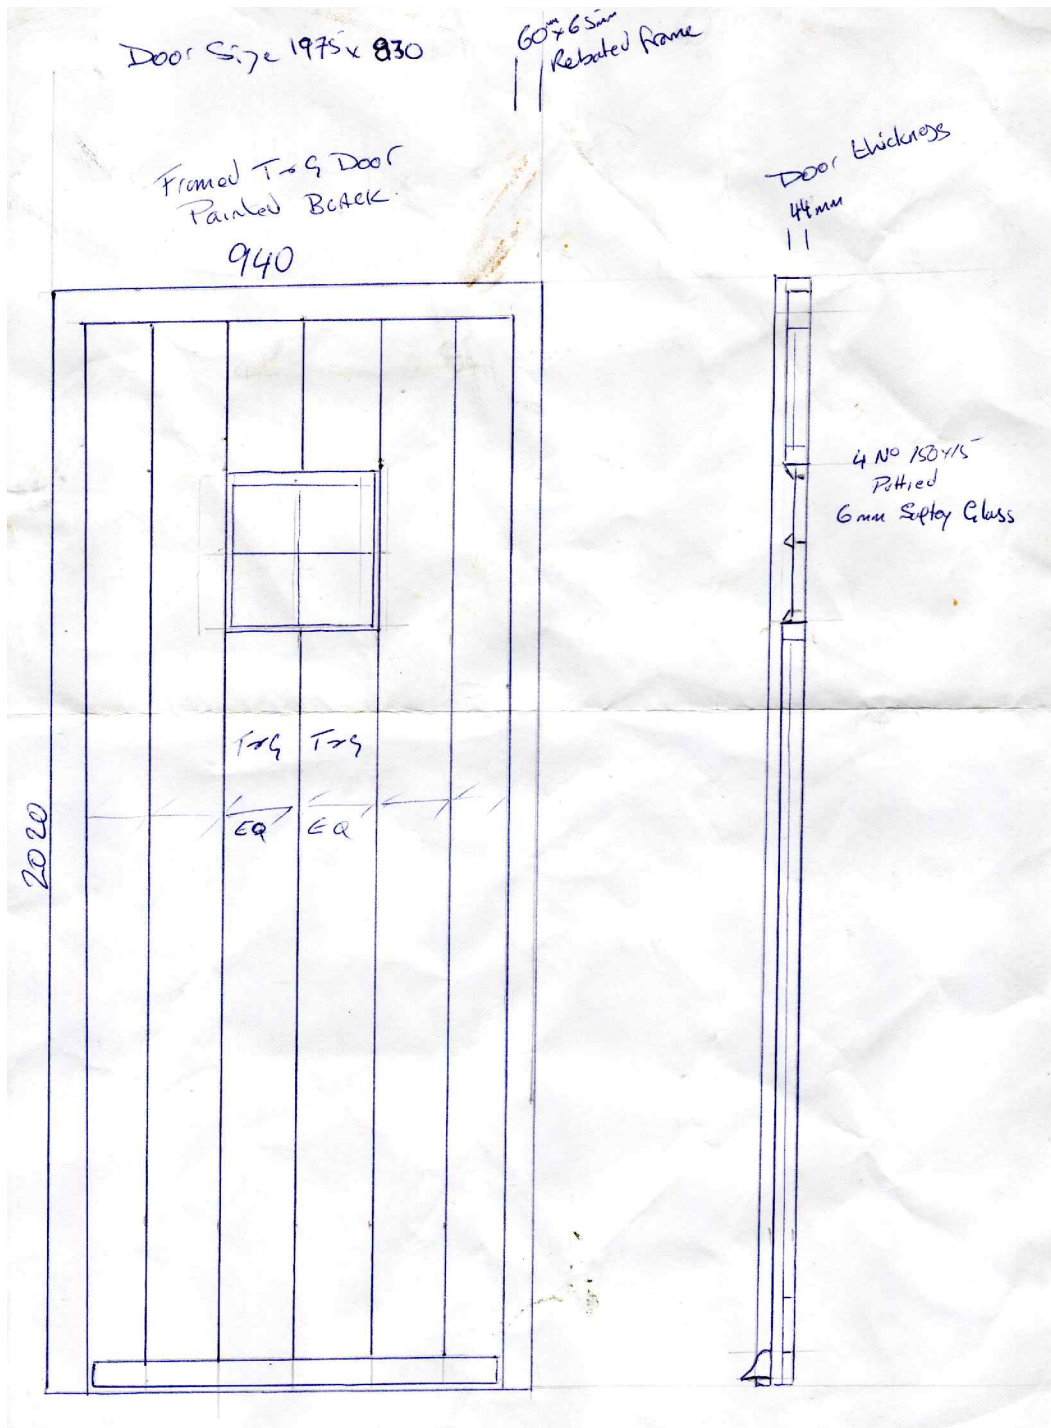 Door Size 1975 x 830
60mm x 65mm
Rebated frame
Framed T&G Door
Painted BLACK.
940
Door thickness
44mm
4 No 150x15
Puttied
6mm Saftey Glass
T&G T&G
EQ EQ
2020